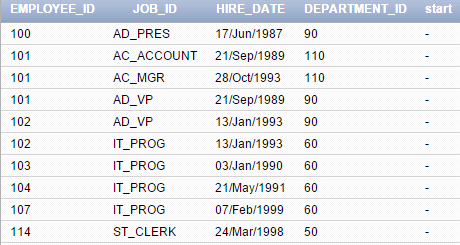 EMPLOYEE_ID JOB_ID HIRE_DATE DEPARTMENT_ID start
100 AD_PRES 17/Jun/1987 90 -
101 AC_ACCOUNT 21/Sep/1989 110 -
101 AC_MGR 28/Oct/1993 110 -
101 AD_VP 21/Sep/1989 90 -
102 AD_VP 13/Jan/1993 90 -
102 IT_PROG 13/Jan/1993 60 -
103 IT_PROG 03/Jan/1990 60 -
104 IT_PROG 21/May/1991 60 -
107 IT_PROG 07/Feb/1999 60 -
114 ST_CLERK 24/Mar/1998 50 -